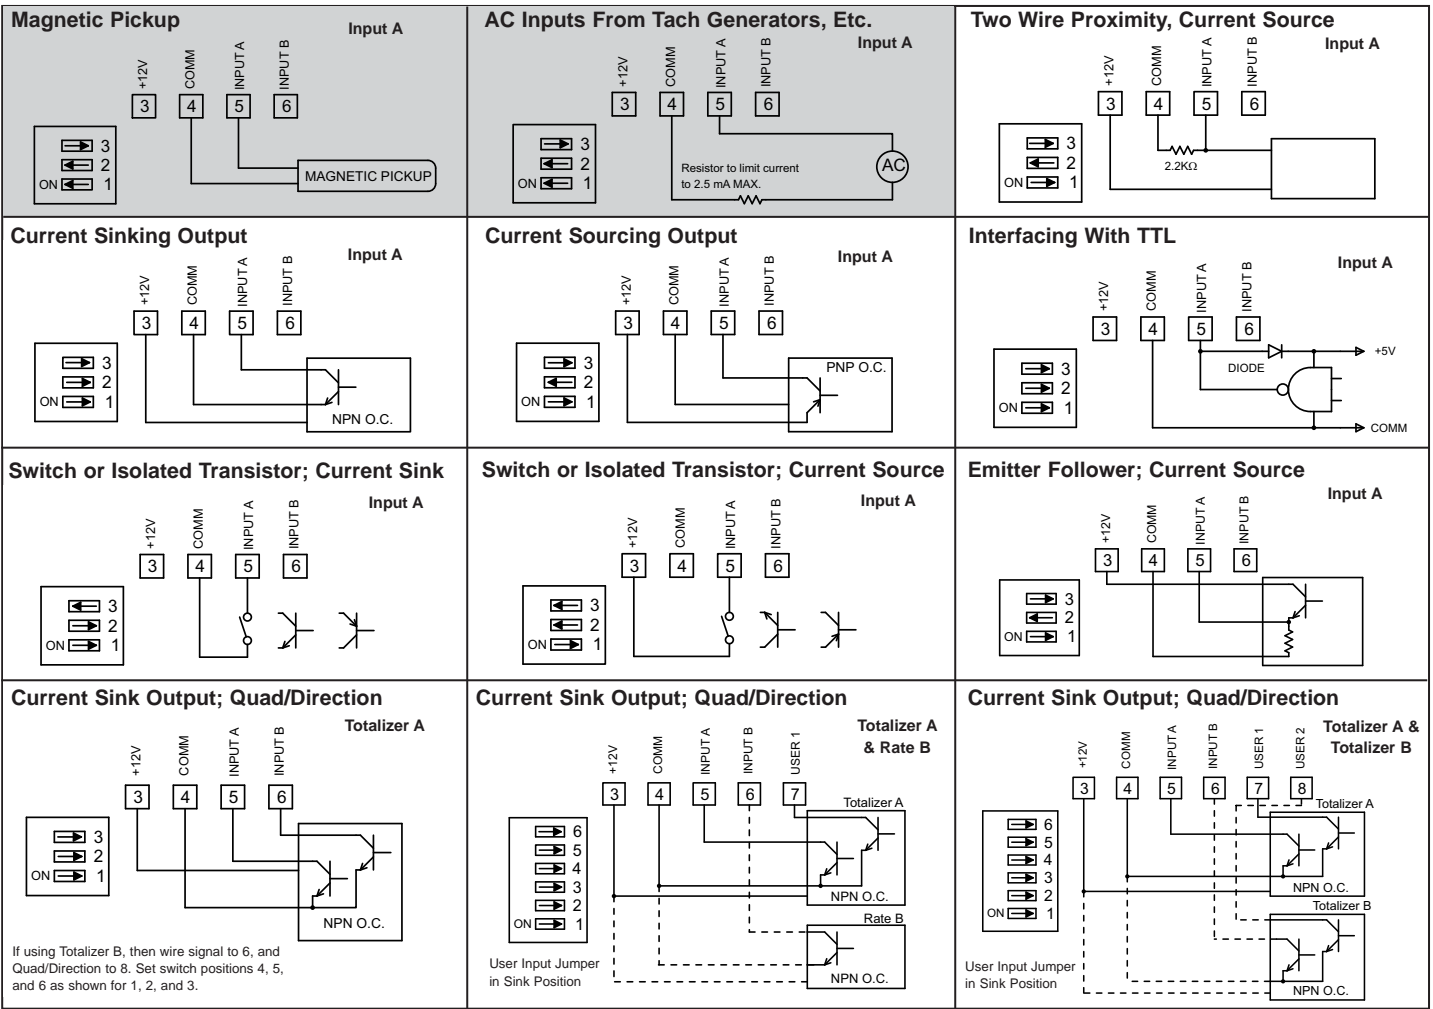 Magnetic Pickup
Input A
+12V
COMM
INPUT A
INPUT B
3 4 5 6
3
2
ON 1
MAGNETIC PICKUP
AC Inputs From Tach Generators, Etc.
Input A
+12V
COMM
INPUT A
INPUT B
3 4 5 6
3
2
ON 1
Resistor to limit current
to 2.5 mA MAX.
AC
Two Wire Proximity, Current Source
Input A
+12V
COMM
INPUT A
INPUT B
3 4 5 6
3
2
ON 1
2.2KΩ
Current Sinking Output
Input A
+12V
COMM
INPUT A
INPUT B
3 4 5 6
3
2
ON 1
NPN O.C.
Current Sourcing Output
Input A
+12V
COMM
INPUT A
INPUT B
3 4 5 6
3
2
ON 1
PNP O.C.
Interfacing With TTL
Input A
+12V
COMM
INPUT A
INPUT B
3 4 5 6
3
2
ON 1
DIODE
+5V
COMM
Switch or Isolated Transistor; Current Sink
Input A
+12V
COMM
INPUT A
INPUT B
3 4 5 6
3
2
ON 1
Switch or Isolated Transistor; Current Source
Input A
+12V
COMM
INPUT A
INPUT B
3 4 5 6
3
2
ON 1
Emitter Follower; Current Source
Input A
+12V
COMM
INPUT A
INPUT B
3 4 5 6
3
2
ON 1
Current Sink Output; Quad/Direction
Totalizer A
+12V
COMM
INPUT A
INPUT B
3 4 5 6
3
2
ON 1
NPN O.C.
If using Totalizer B, then wire signal to 6, and
Quad/Direction to 8. Set switch positions 4, 5,
and 6 as shown for 1, 2, and 3.
Current Sink Output; Quad/Direction
Totalizer A
& Rate B
+12V
COMM
INPUT A
INPUT B
USER 1
3 4 5 6 7
Totalizer A
6
5
4
3
2
ON 1
NPN O.C.
Rate B
NPN O.C.
User Input Jumper
in Sink Position
Current Sink Output; Quad/Direction
Totalizer A &
Totalizer B
+12V
COMM
INPUT A
INPUT B
USER 1
USER 2
3 4 5 6 7 8
Totalizer A
6
5
4
3
2
ON 1
NPN O.C.
Totalizer B
NPN O.C.
User Input Jumper
in Sink Position